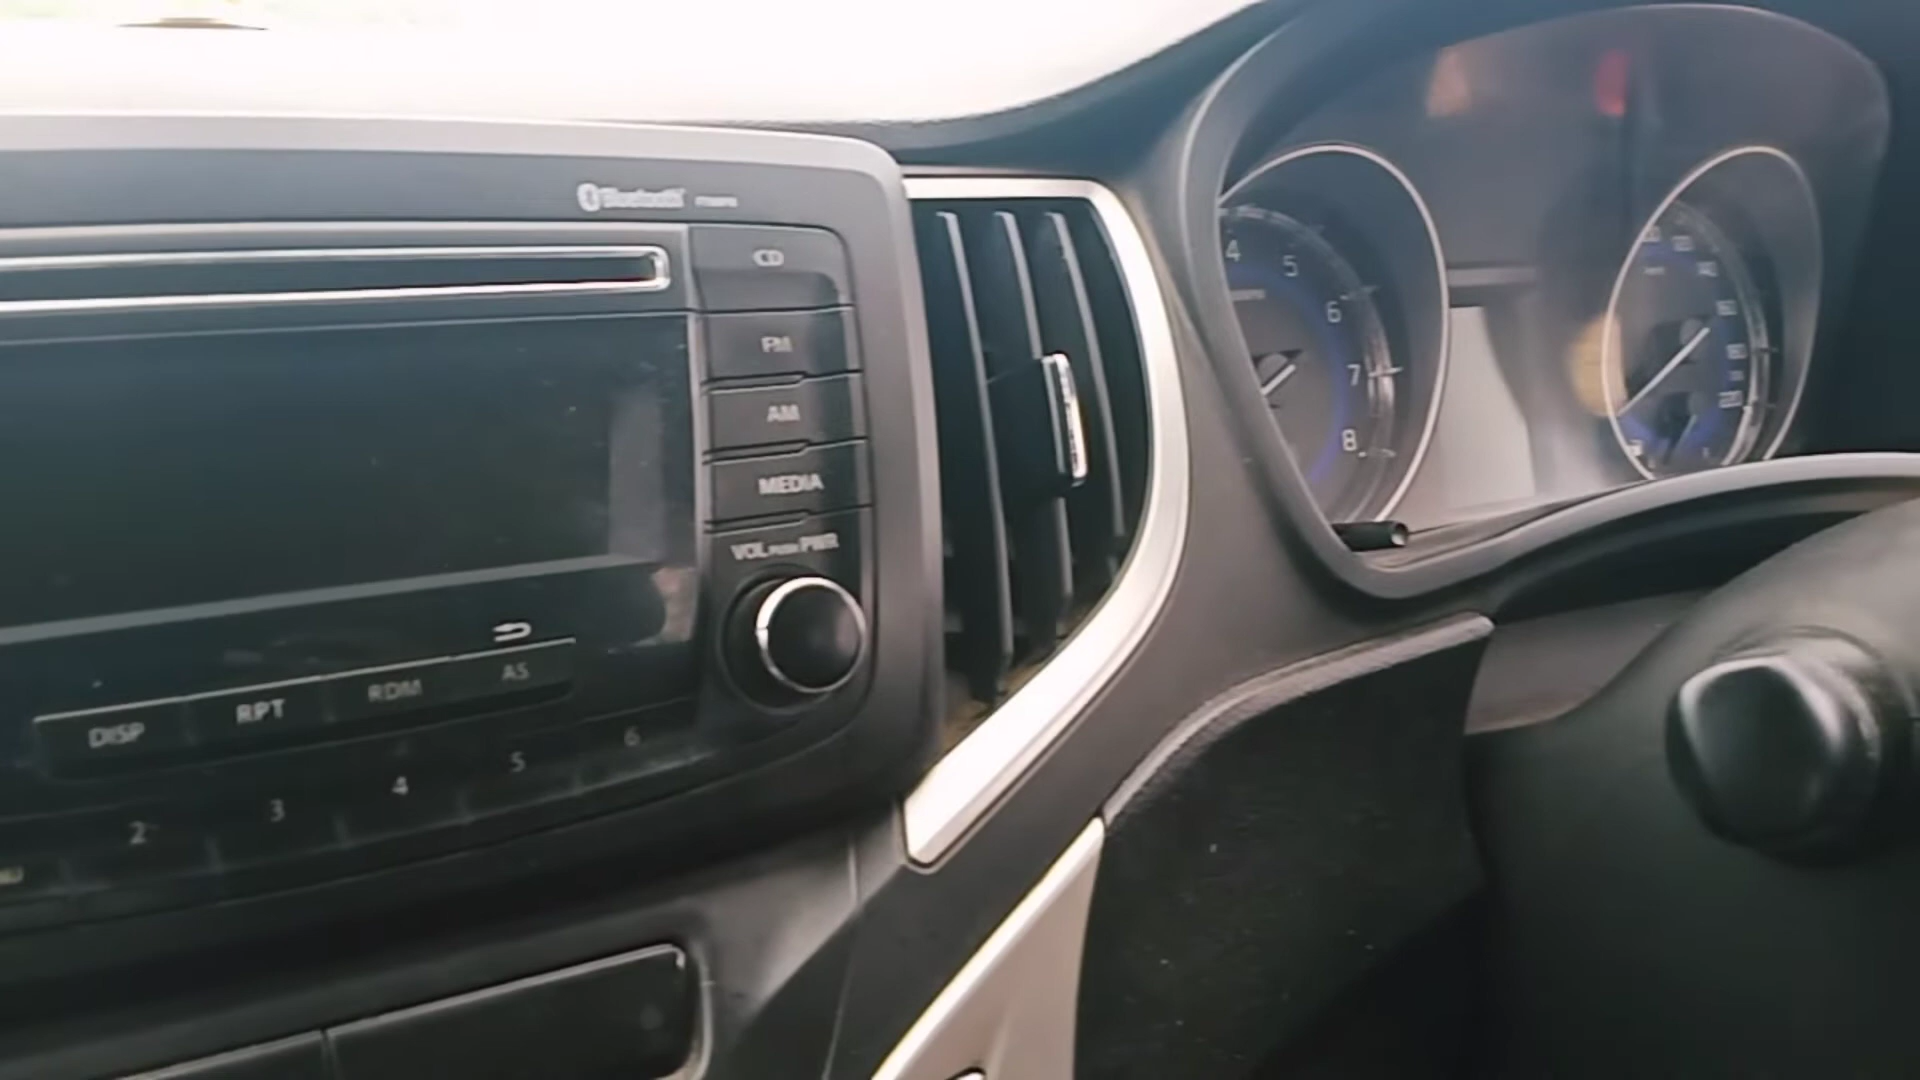 Bluetooth
CD
FM
AM
MEDIA
VOL PUSH PWR
DISP RPT RDM AS
2 3 4 5 6
4 5 6 7 8